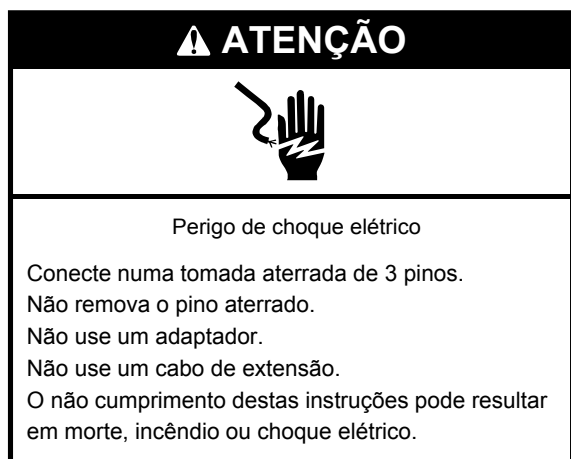 ATENÇÃO
Perigo de choque elétrico
Conecte numa tomada aterrada de 3 pinos.
Não remova o pino aterrado.
Não use um adaptador.
Não use um cabo de extensão.
O não cumprimento destas instruções pode resultar
em morte, incêndio ou choque elétrico.